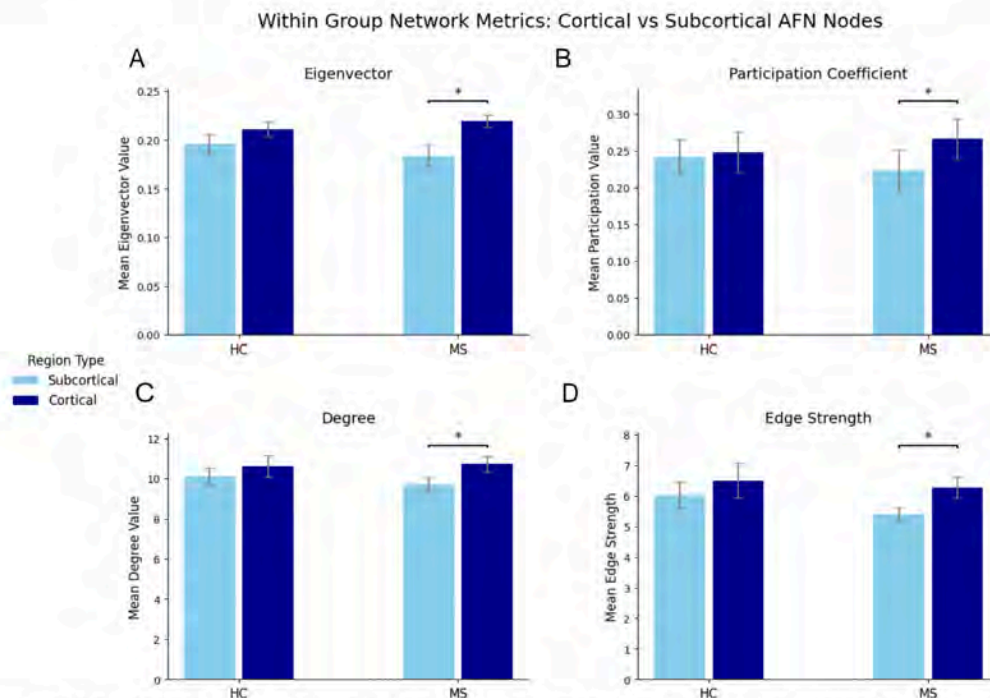 Within Group Network Metrics: Cortical vs Subcortical AFN Nodes
A
Eigenvector
0.25
0.20
0.15
0.10
0.05
0.00
Mean Eigenvector Value
*
HC
MS
B
Participation Coefficient
0.30
0.25
0.20
0.15
0.10
0.05
0.00
Mean Participation Value
*
HC
MS
Region Type
Subcortical
Cortical
C
Degree
12
10
8
6
4
2
0
Mean Degree Value
*
HC
MS
D
Edge Strength
8
7
6
5
4
3
2
1
0
Mean Edge Strength
*
HC
MS